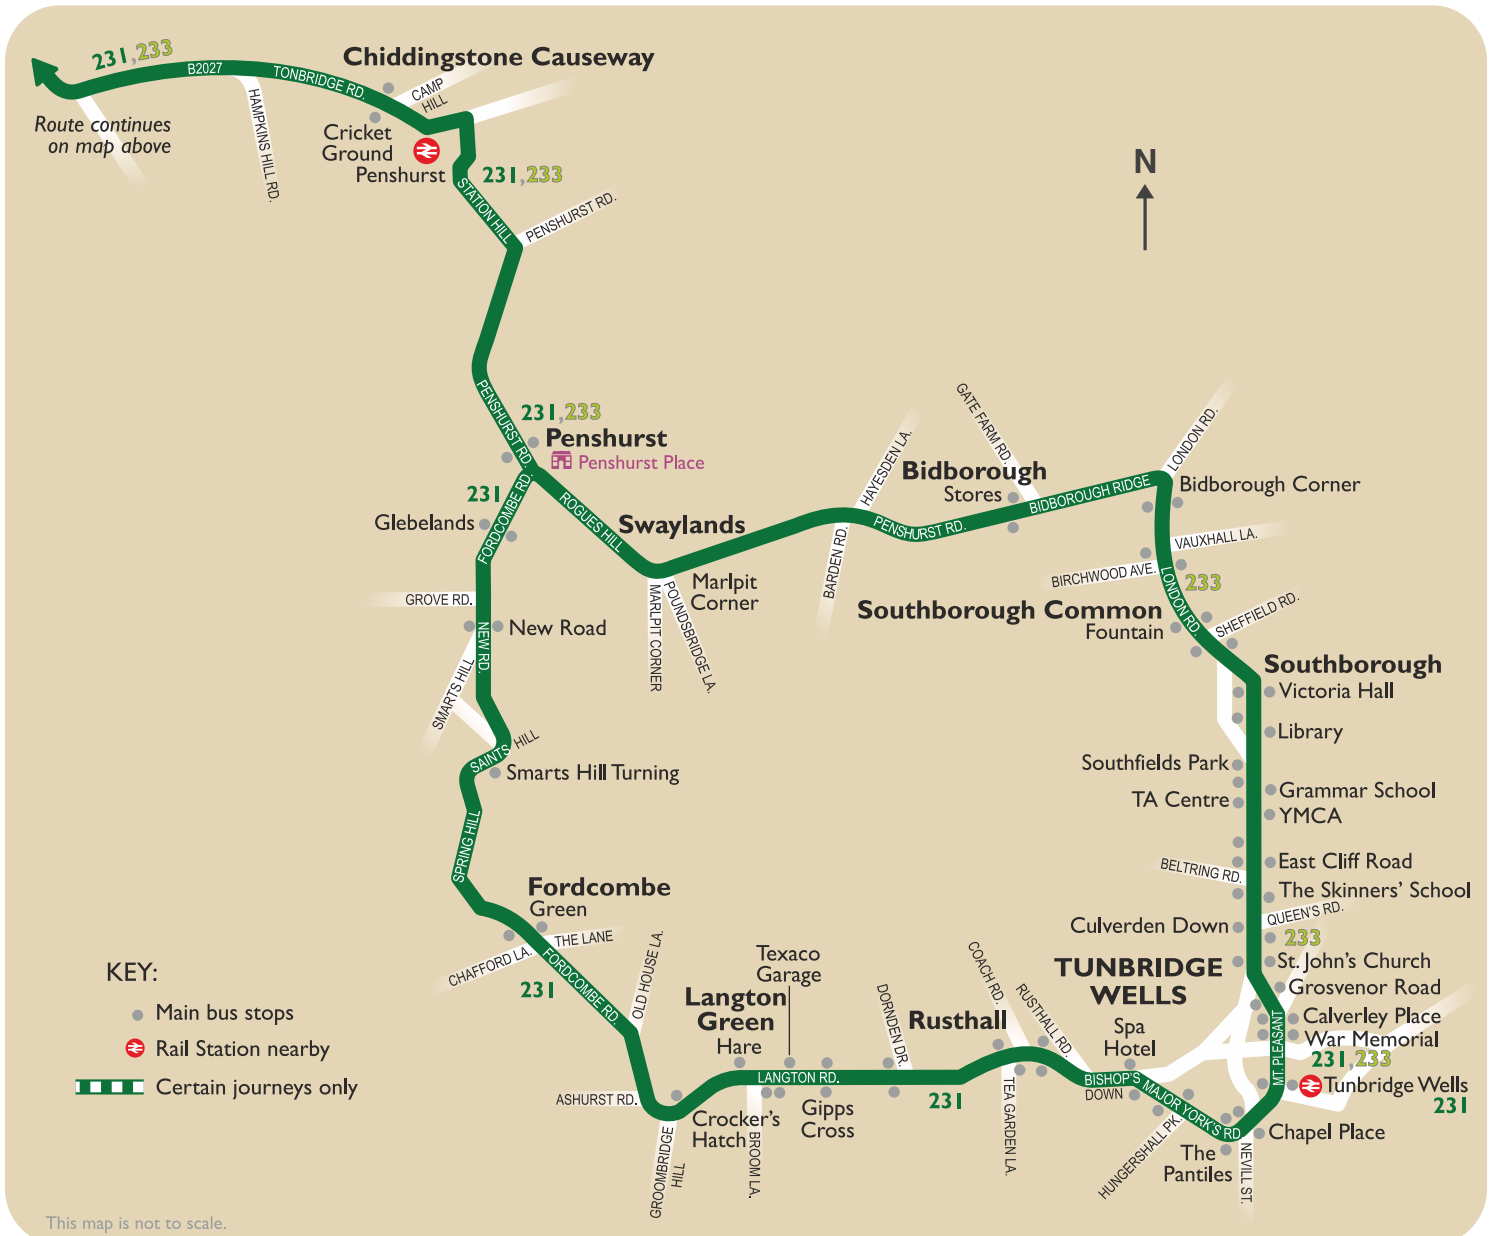 231,233
B2027
TONBRIDGE RD.
Chiddingstone Causeway
CAMP
HILL
HAMPKINS HILL RD.
Route continues
on map above
Cricket
Ground
Penshurst
231,233
STATION HILL
PENSHURST RD.
N
PENSHURST RD.
231,233
Penshurst
Penshurst Place
231
FORDCOMBE RD.
Glebelands
ROGUES HILL
Swaylands
Marlpit
Corner
MARLPIT CORNER
POUNDSBRIDGE LA.
BARDEN RD.
HAYESDEN LA.
PENSHURST RD.
GATE FARM RD.
Bidborough
Stores
BIDBOROUGH RIDGE
LONDON RD.
Bidborough Corner
VAUXHALL LA.
BIRCHWOOD AVE.
LONDON RD.
233
Southborough Common
Fountain
SHEFFIELD RD.
Southborough
Victoria Hall
Library
Southfields Park
TA Centre
Grammar School
YMCA
East Cliff Road
BELTRING RD.
The Skinners' School
QUEEN'S RD.
Culverden Down
233
St. John's Church
TUNBRIDGE
WELLS
Grosvenor Road
Calverley Place
War Memorial
231,233
MT. PLEASANT
Tunbridge Wells
231
Chapel Place
NEVILL ST.
The
Pantiles
GROVE RD.
NEW RD.
New Road
SMARTS HILL
SAINTS HILL
Smarts Hill Turning
SPRING HILL
Fordcombe
Green
THE LANE
CHAFFORD LA.
231
FORDCOMBE RD.
OLD HOUSE LA.
ASHURST RD.
GROOMBRIDGE
HILL
Langton
Green
Hare
Texaco
Garage
LANGTON RD.
Crocker's
Hatch
BROOM LA.
Gipps
Cross
DORNDEN DR.
231
Rusthall
COACH RD.
RUSTHALL RD.
TEA GARDEN LA.
Spa
Hotel
BISHOP'S
DOWN
MAJOR YORK'S RD.
HUNGERSHALL PK.
KEY:
Main bus stops
Rail Station nearby
Certain journeys only
This map is not to scale.